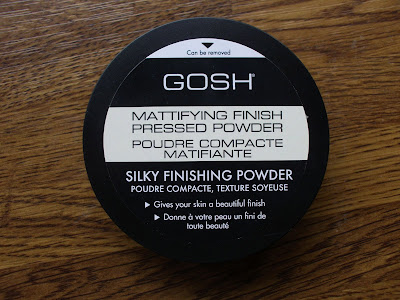 Can be removed
GOSH®
MATTIFYING FINISH
PRESSED POWDER
POUDRE COMPACTE
MATIFIANTE
SILKY FINISHING POWDER
POUDRE COMPACTE, TEXTURE SOYEUSE
▶ Gives your skin a beautiful finish
▶ Donne à votre peau un fini de
toute beauté